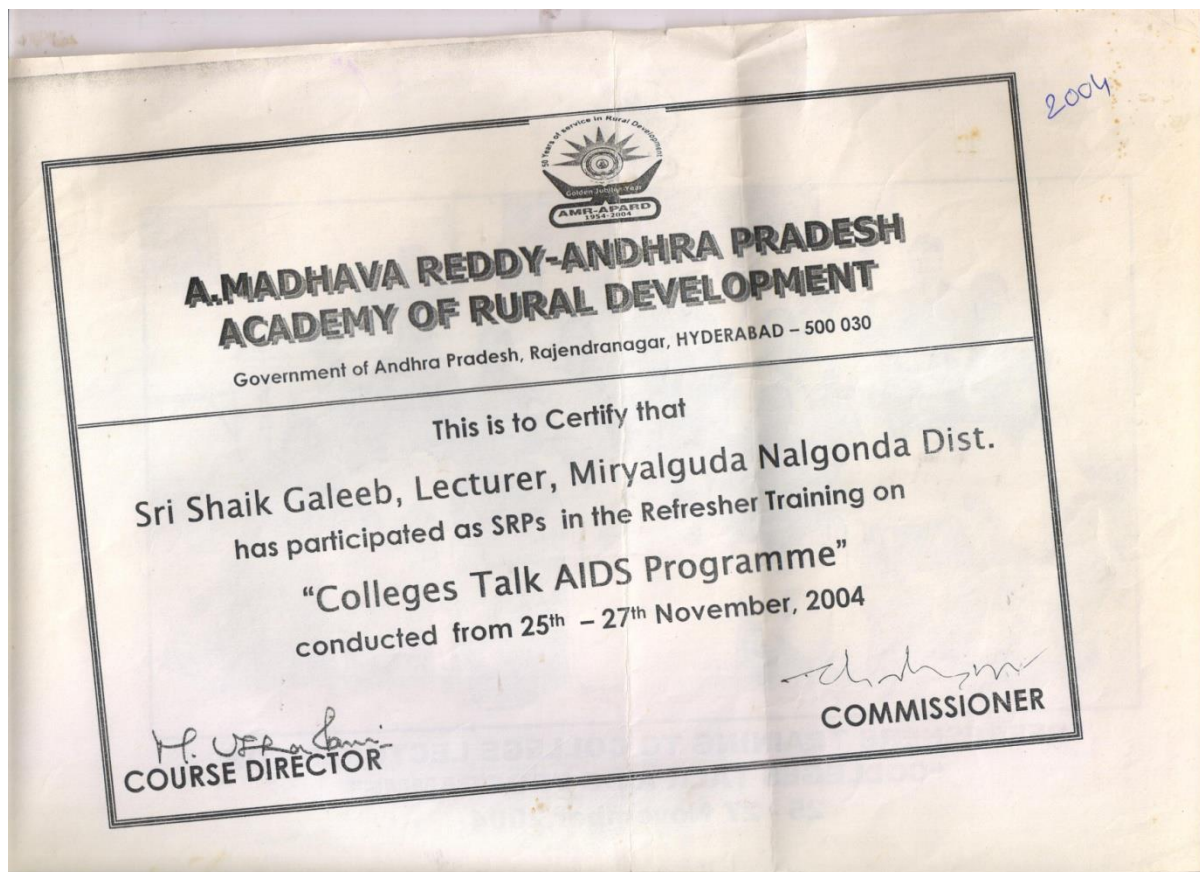 2004
50 Years of service in Rural Development
Golden Jubilee Year
AMR-APARD
1954-2004
A.MADHAVA REDDY-ANDHRA PRADESH
ACADEMY OF RURAL DEVELOPMENT
Government of Andhra Pradesh, Rajendranagar, HYDERABAD – 500 030
This is to Certify that
Sri Shaik Galeeb, Lecturer, Miryalguda Nalgonda Dist.
has participated as SRPs in the Refresher Training on
“Colleges Talk AIDS Programme”
conducted from 25th – 27th November, 2004
COURSE DIRECTOR
COMMISSIONER